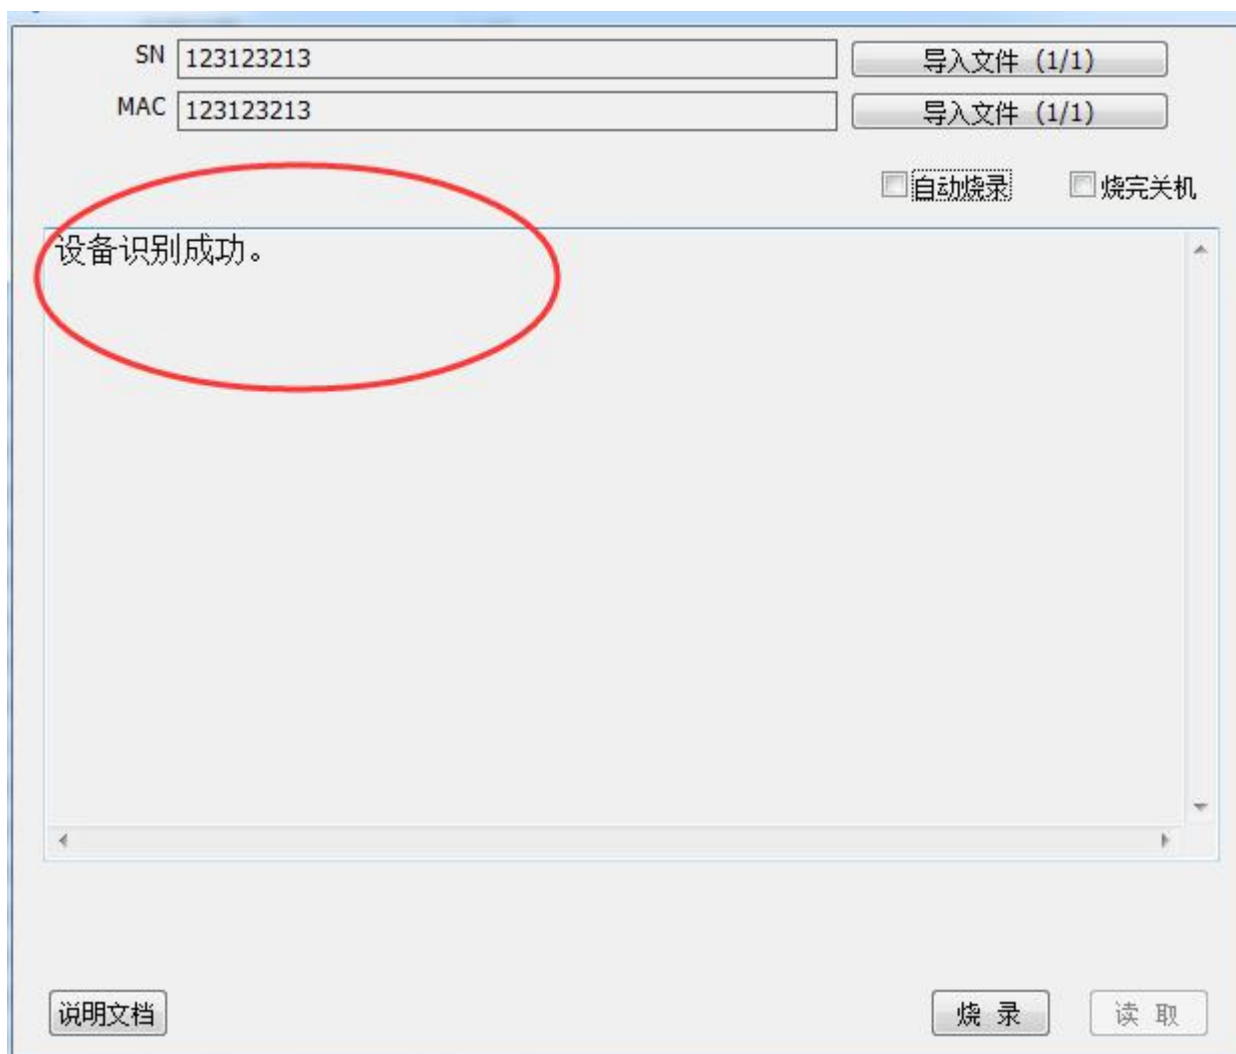 SN 123123213 导入文件 (1/1)
MAC 123123213 导入文件 (1/1)
自动烧录 烧完关机
设备识别成功。
说明文档 烧 录 读 取